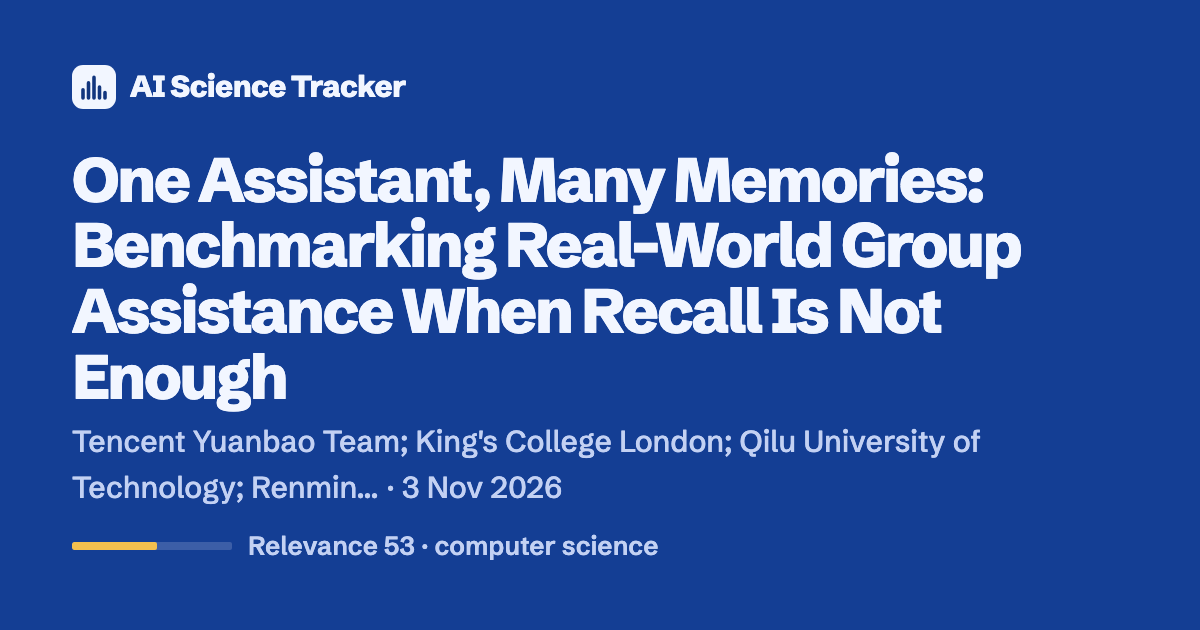 AI Science Tracker
One Assistant, Many Memories:
Benchmarking Real-World Group
Assistance When Recall Is Not
Enough
Tencent Yuanbao Team; King's College London; Qilu University of
Technology; Renmin... · 3 Nov 2026
Relevance 53 · computer science